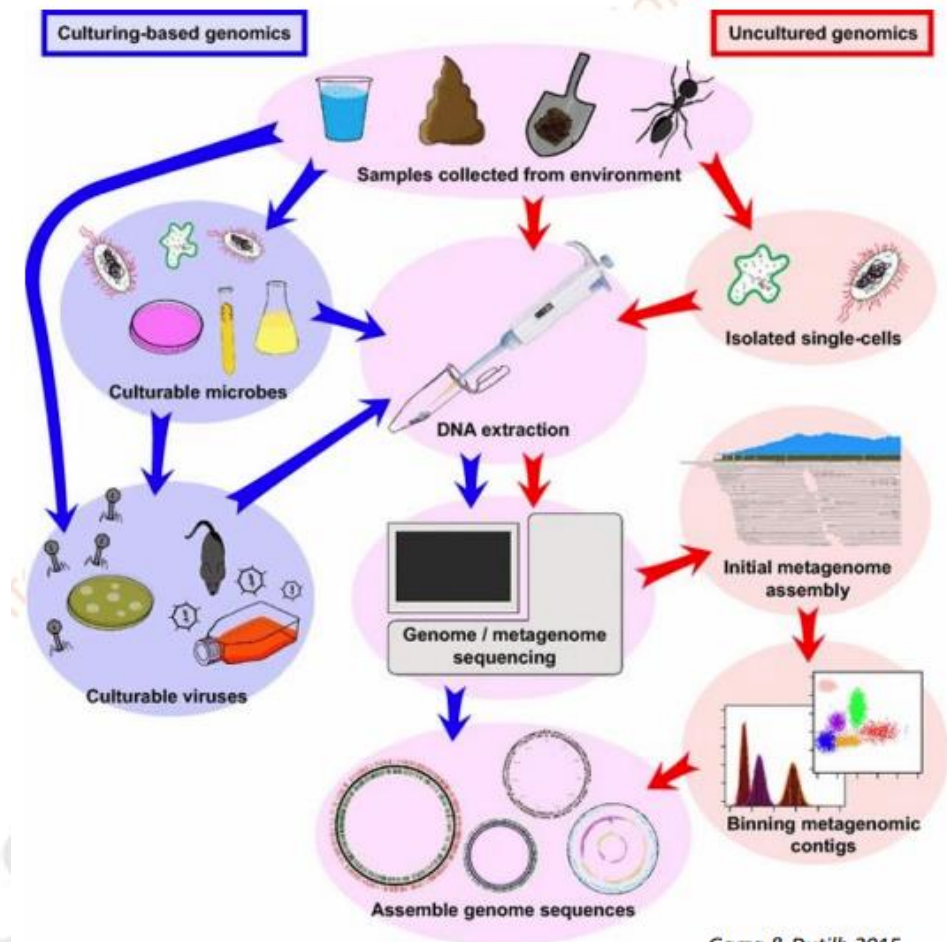 Culturing-based genomics
Uncultured genomics
Samples collected from environment
Isolated single-cells
Culturable microbes
DNA extraction
Initial metagenome
assembly
Genome / metagenome
sequencing
Culturable viruses
Binning metagenomic
contigs
Assemble genome sequences